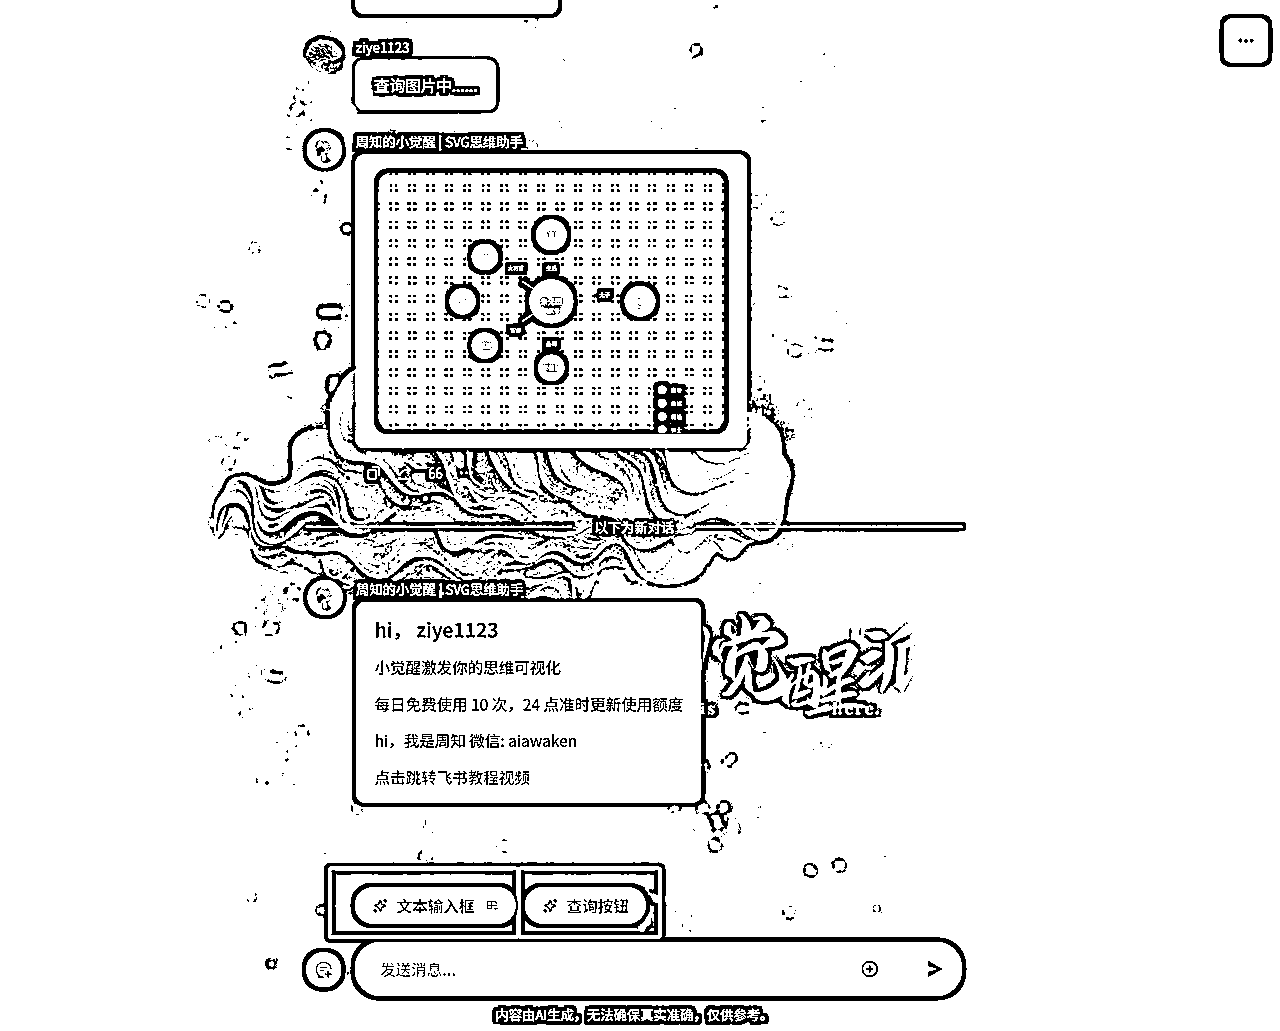 ziye1123
查询图片中......
周知的小觉醒 | SVG思维助手
以下为新对话
周知的小觉醒 | SVG思维助手
hi， ziye1123
小觉醒激发你的思维可视化
每日免费使用 10 次，24 点准时更新使用额度
hi，我是周知 微信: aiawaken
点击跳转飞书教程视频
觉醒
here.
文本输入框
查询按钮
发送消息...
内容由AI生成，无法确保真实准确，仅供参考。